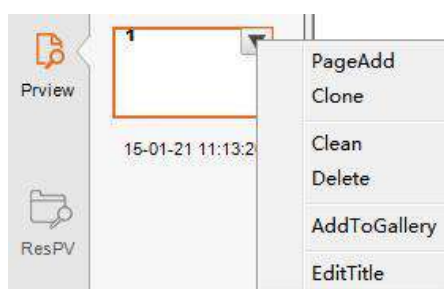 1
Prview
15-01-21 11:13:2
ResPV
PageAdd
Clone
Clean
Delete
AddToGallery
EditTitle